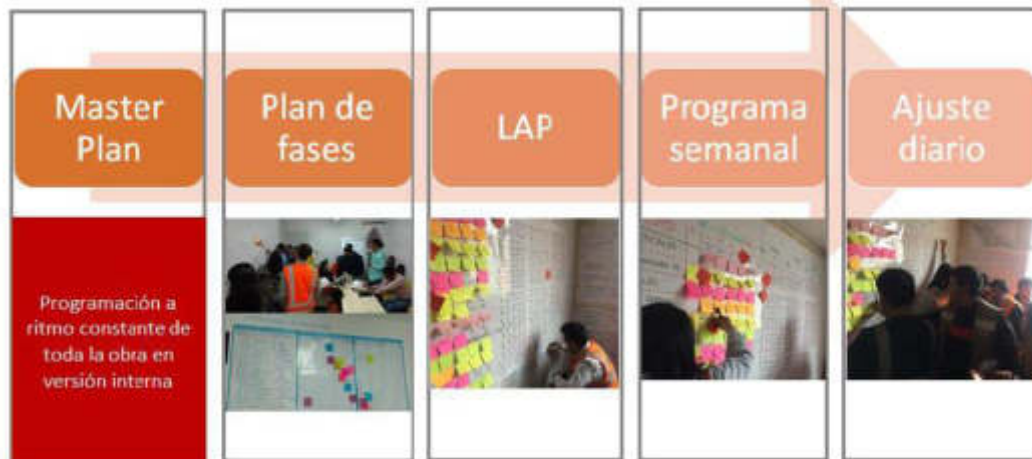 Master
Plan
Plan de
fases
LAP
Programa
semanal
Ajuste
diario
Programación a
ritmo constante de
toda la obra en
versión interna